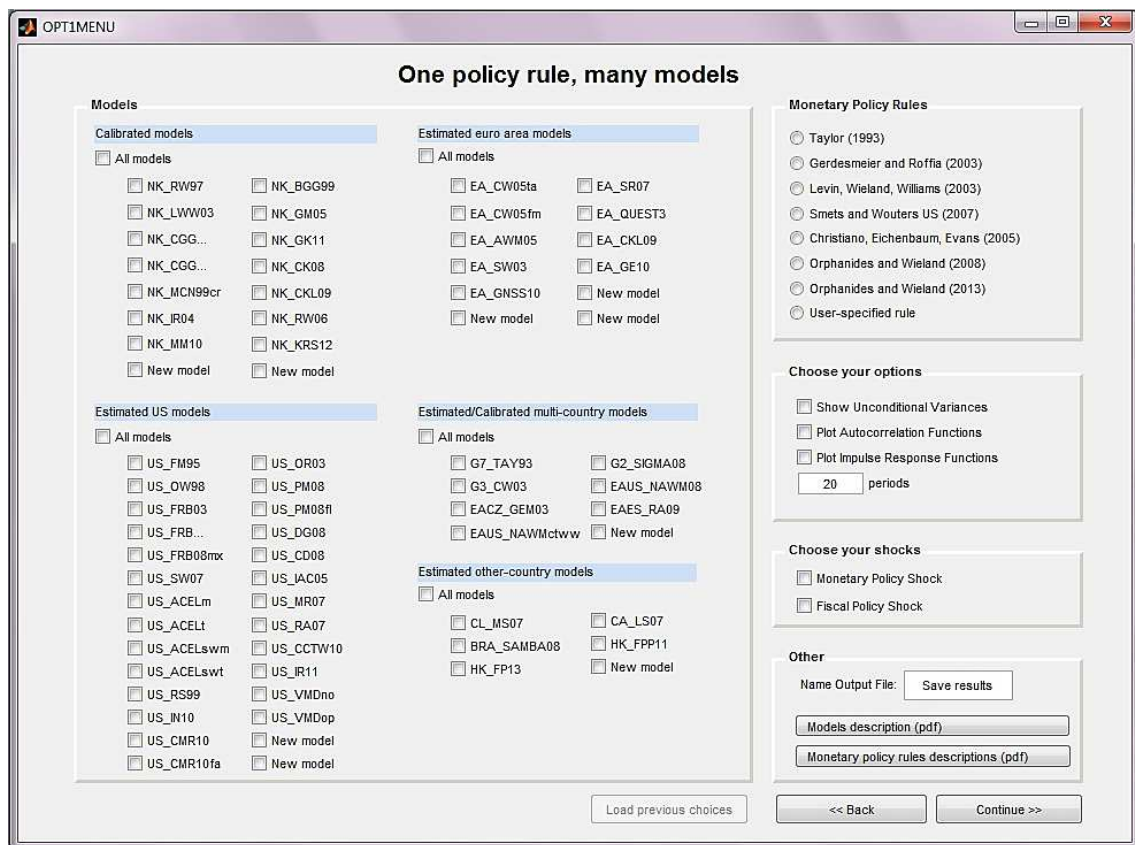 OPT1MENU
One policy rule, many models
Models
Calibrated models
All models
NK_RW97 NK_BGG99
NK_LWW03 NK_GM05
NK_CGG... NK_GK11
NK_CGG... NK_CK08
NK_MCN99cr NK_CKL09
NK_IR04 NK_RW06
NK_MM10 NK_KRS12
New model New model
Estimated euro area models
All models
EA_CW05ta EA_SR07
EA_CW05fm EA_QUEST3
EA_AWM05 EA_CKL09
EA_SW03 EA_GE10
EA_GNSS10 New model
New model New model
Estimated US models
All models
US_FM95 US_OR03
US_OW98 US_PM08
US_FRB03 US_PM08fl
US_FRB... US_DG08
US_FRB08mx US_CD08
US_SW07 US_IAC05
US_ACELm US_MR07
US_ACELt US_RA07
US_ACELswm US_CCTW10
US_ACELswt US_IR11
US_RS99 US_VMDno
US_IN10 US_VMDop
US_CMR10 New model
US_CMR10fa New model
Estimated/Calibrated multi-country models
All models
G7_TAY93 G2_SIGMA08
G3_CW03 EAUS_NAWM08
EACZ_GEM03 EAES_RA09
EAUS_NAWMctww New model
Estimated other-country models
All models
CL_MS07 CA_LS07
BRA_SAMBA08 HK_FPP11
HK_FP13 New model
Monetary Policy Rules
Taylor (1993)
Gerdesmeier and Roffia (2003)
Levin, Wieland, Williams (2003)
Smets and Wouters US (2007)
Christiano, Eichenbaum, Evans (2005)
Orphanides and Wieland (2008)
Orphanides and Wieland (2013)
User-specified rule
Choose your options
Show Unconditional Variances
Plot Autocorrelation Functions
Plot Impulse Response Functions
20 periods
Choose your shocks
Monetary Policy Shock
Fiscal Policy Shock
Other
Name Output File: Save results
Models description (pdf)
Monetary policy rules descriptions (pdf)
Load previous choices << Back Continue >>